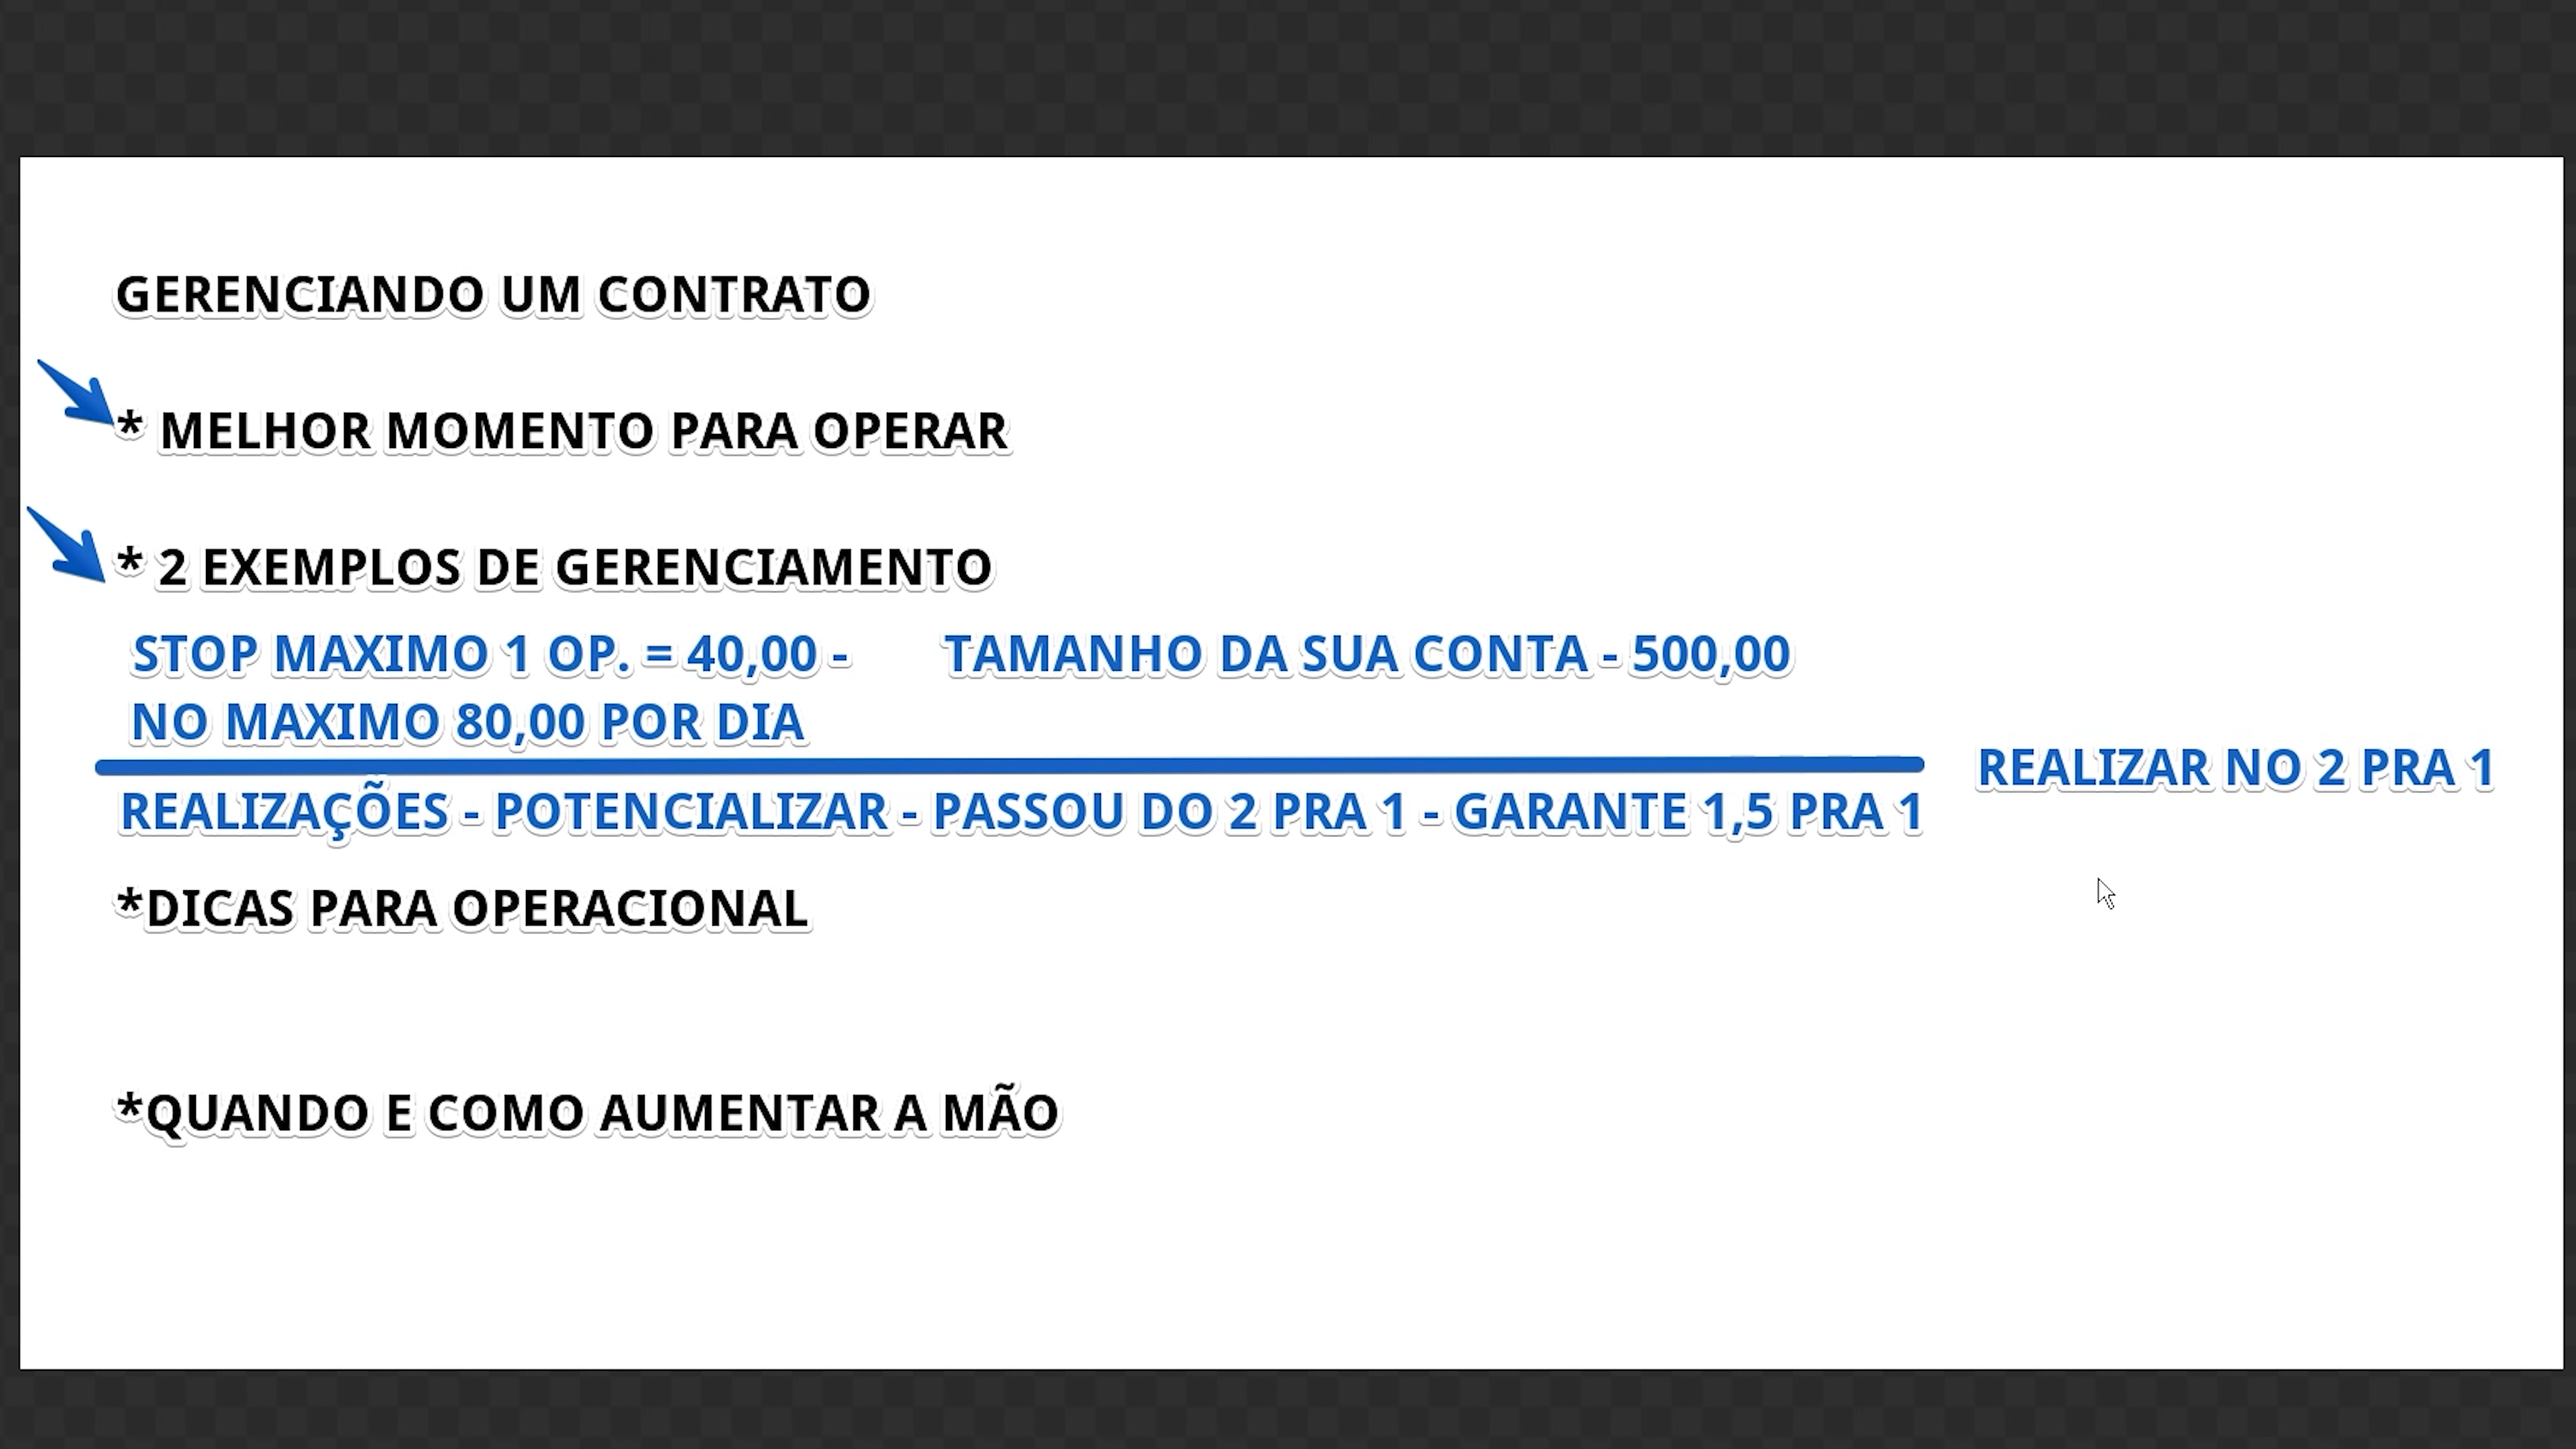 GERENCIANDO UM CONTRATO
* MELHOR MOMENTO PARA OPERAR
* 2 EXEMPLOS DE GERENCIAMENTO
STOP MAXIMO 1 OP. = 40,00 - TAMANHO DA SUA CONTA - 500,00
NO MAXIMO 80,00 POR DIA
REALIZAR NO 2 PRA 1
REALIZAÇÕES - POTENCIALIZAR - PASSOU DO 2 PRA 1 - GARANTE 1,5 PRA 1
*DICAS PARA OPERACIONAL
*QUANDO E COMO AUMENTAR A MÃO